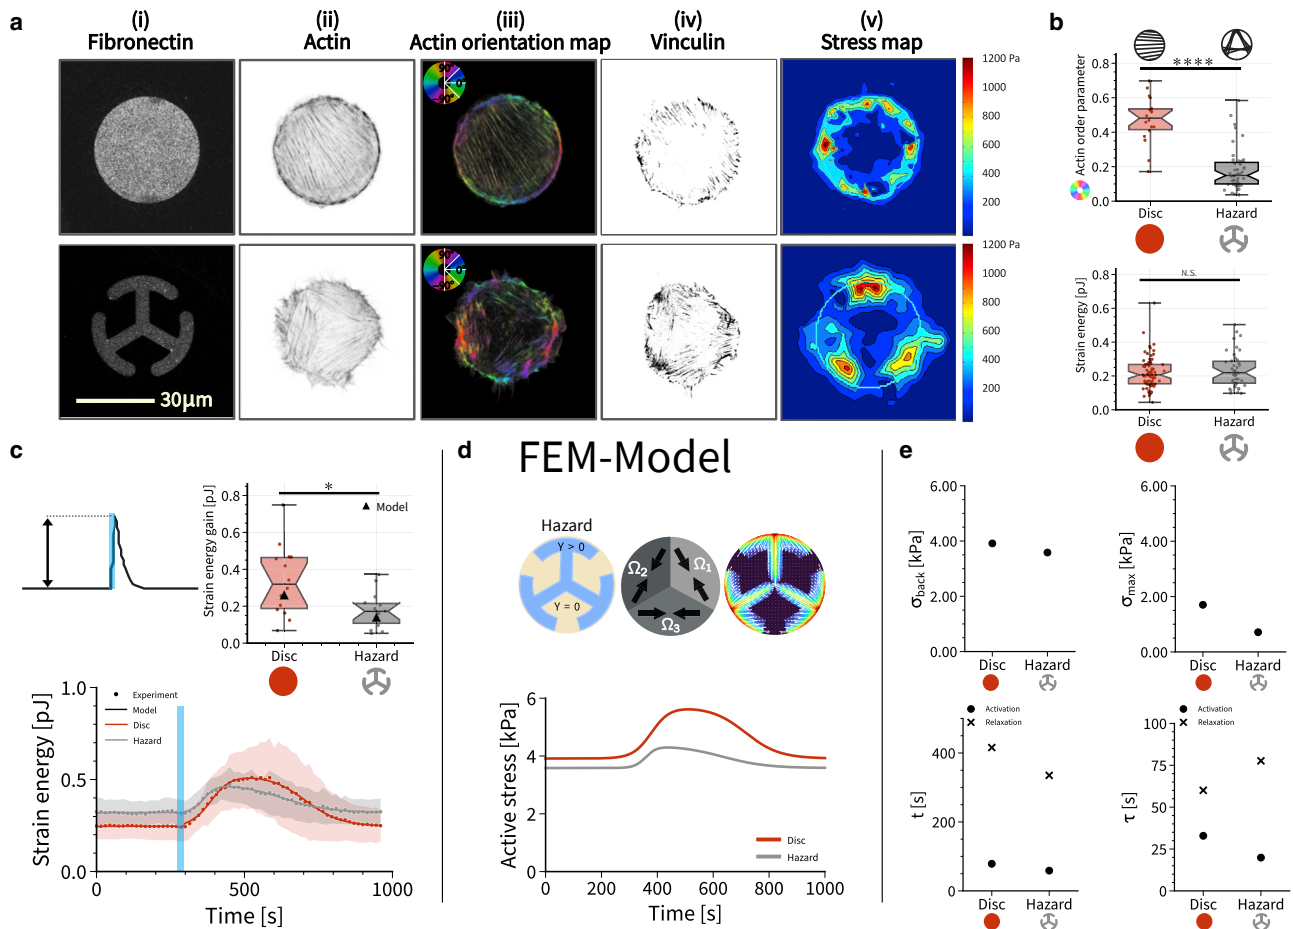 a
(i)
Fibronectin
(ii)
Actin
(iii)
Actin orientation map
(iv)
Vinculin
(v)
Stress map
90°
0°
-90°
1200 Pa
1000
800
600
400
200
90°
0°
-90°
30μm
1200 Pa
1000
800
600
400
200
b
****
Actin order parameter
0.8
0.6
0.4
0.2
0.0
Disc
Hazard
N.S.
Strain energy [pJ]
0.8
0.6
0.4
0.2
0.0
Disc
Hazard
c
*
Model
Strain energy gain [pJ]
0.8
0.6
0.4
0.2
0.0
Disc
Hazard
Strain energy [pJ]
1.0
0.5
0.0
Experiment
Model
Disc
Hazard
0
500
1000
Time [s]
d
FEM-Model
Hazard
Y > 0
Y = 0
Ω1
Ω2
Ω3
Active stress [kPa]
6
4
2
0
Disc
Hazard
0
200
400
600
800
1000
Time [s]
e
σback [kPa]
6.00
4.00
2.00
0.00
Disc
Hazard
σmax [kPa]
6.00
4.00
2.00
0.00
Disc
Hazard
Activation
Relaxation
t [s]
400
200
0
Disc
Hazard
Activation
Relaxation
τ [s]
100
75
50
25
0
Disc
Hazard